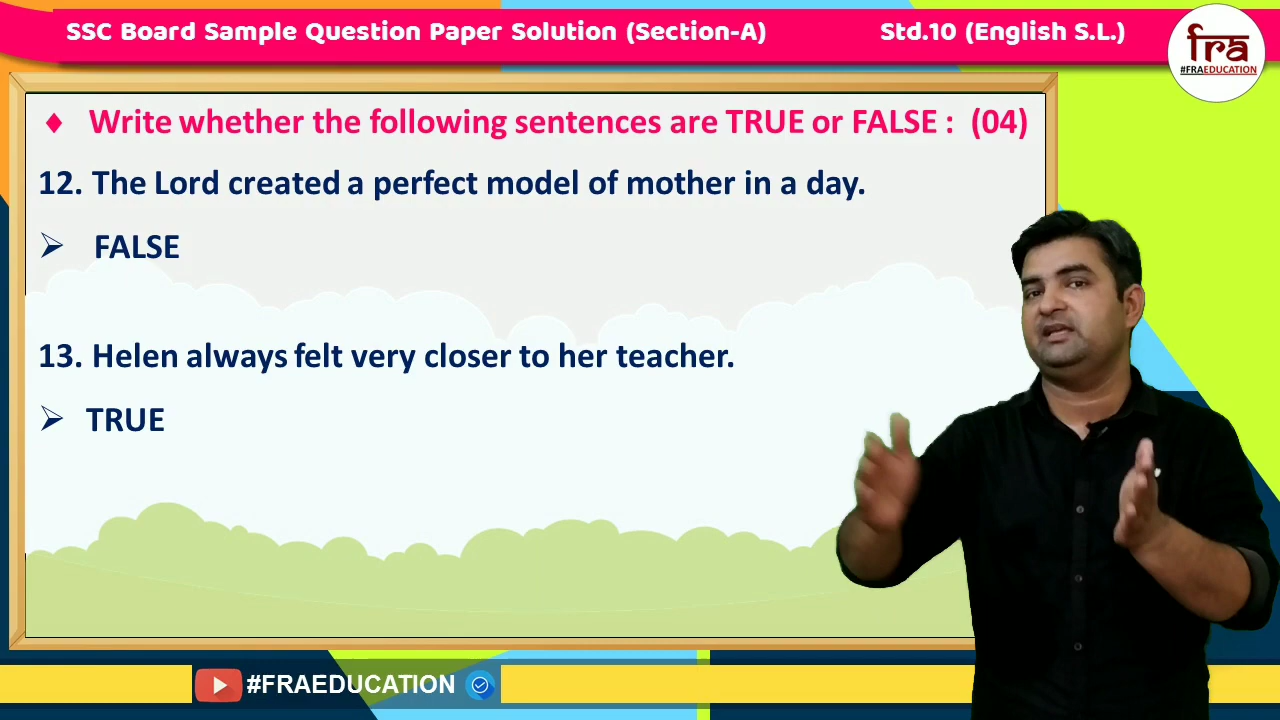 SSC Board Sample Question Paper Solution (Section-A) Std.10 (English S.L.)
fra
#FRAEDUCATION
♦ Write whether the following sentences are TRUE or FALSE : (04)
12. The Lord created a perfect model of mother in a day.
➢ FALSE
13. Helen always felt very closer to her teacher.
➢ TRUE
#FRAEDUCATION